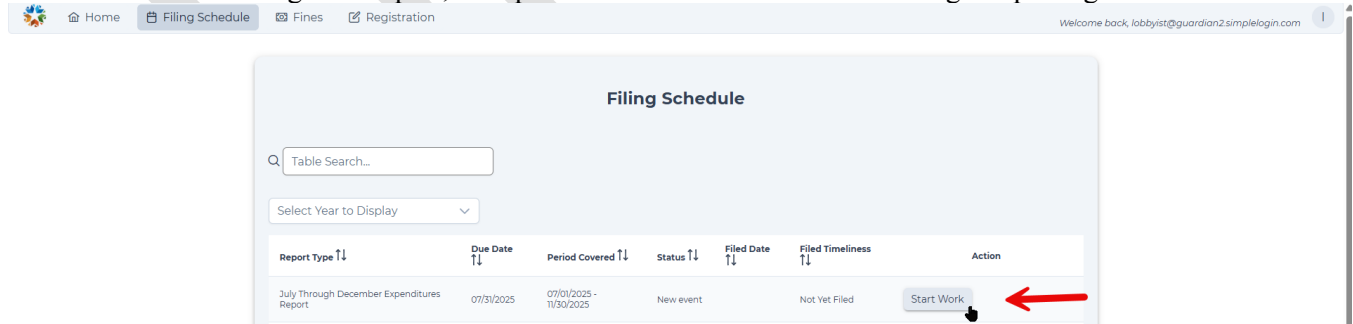 Home Filing Schedule Fines Registration
Welcome back, lobbyist@guardian2.simplelogin.com I
Filing Schedule
Table Search...
Select Year to Display
Report Type Due Date Period Covered Status Filed Date Filed Timeliness Action
July Through December Expenditures Report 07/31/2025 07/01/2025 - 11/30/2025 New event Not Yet Filed Start Work